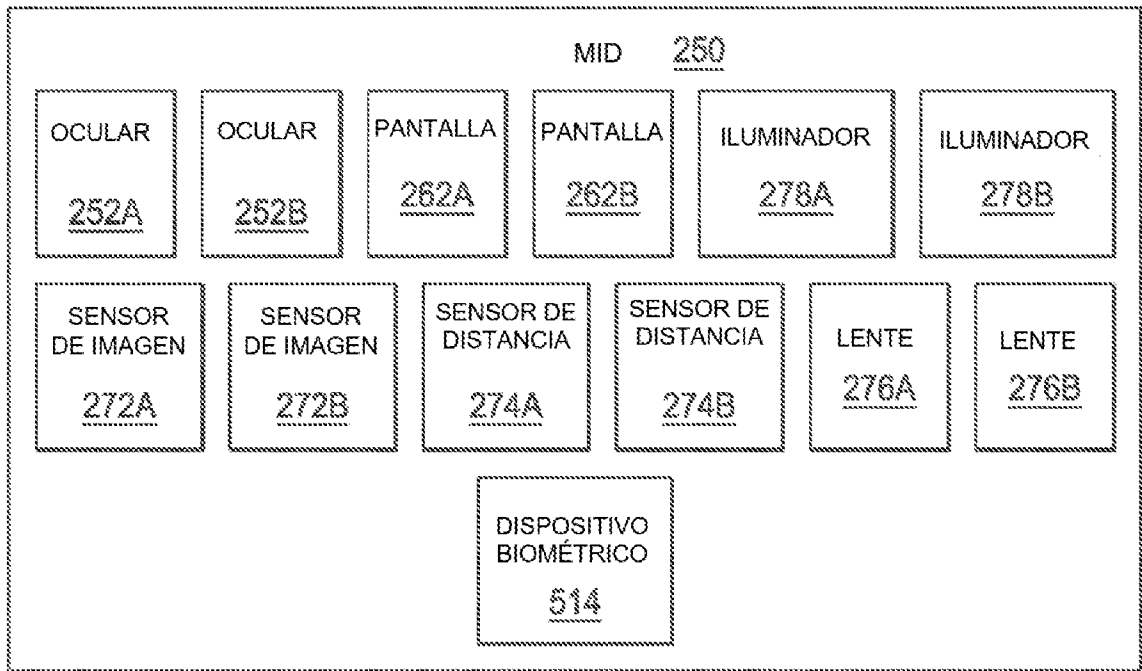 MID 250
OCULAR
252A
OCULAR
252B
PANTALLA
262A
PANTALLA
262B
ILUMINADOR
278A
ILUMINADOR
278B
SENSOR
DE IMAGEN
272A
SENSOR
DE IMAGEN
272B
SENSOR DE
DISTANCIA
274A
SENSOR DE
DISTANCIA
274B
LENTE
276A
LENTE
276B
DISPOSITIVO
BIOMÉTRICO
514